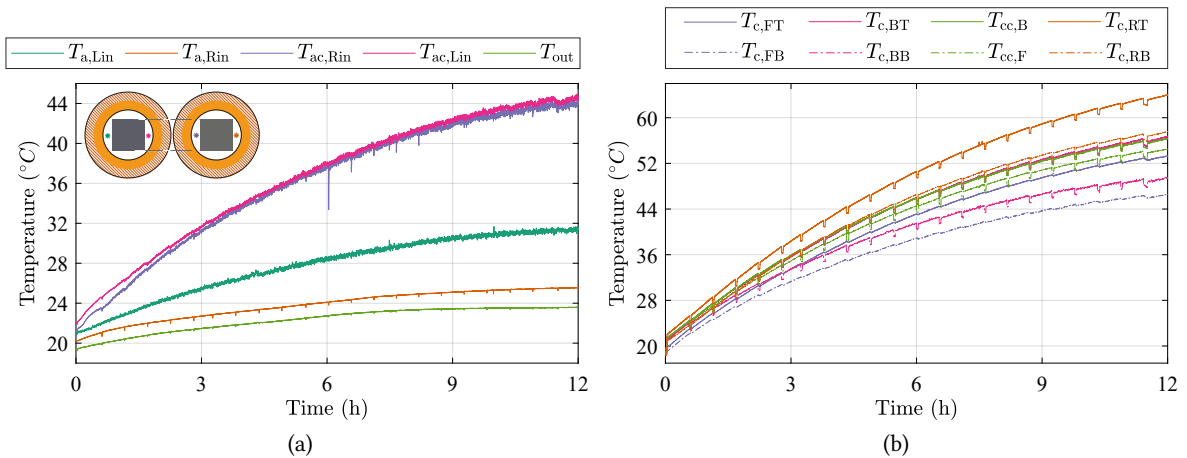 T_a,Lin T_a,Rin T_ac,Rin T_ac,Lin T_out
44
40
36
32
28
24
20
Temperature (°C)
0 3 6 9 12
Time (h)
(a)
T_c,FT T_c,BT T_cc,B T_c,RT
T_c,FB T_c,BB T_cc,F T_c,RB
60
52
44
36
28
20
Temperature (°C)
0 3 6 9 12
Time (h)
(b)